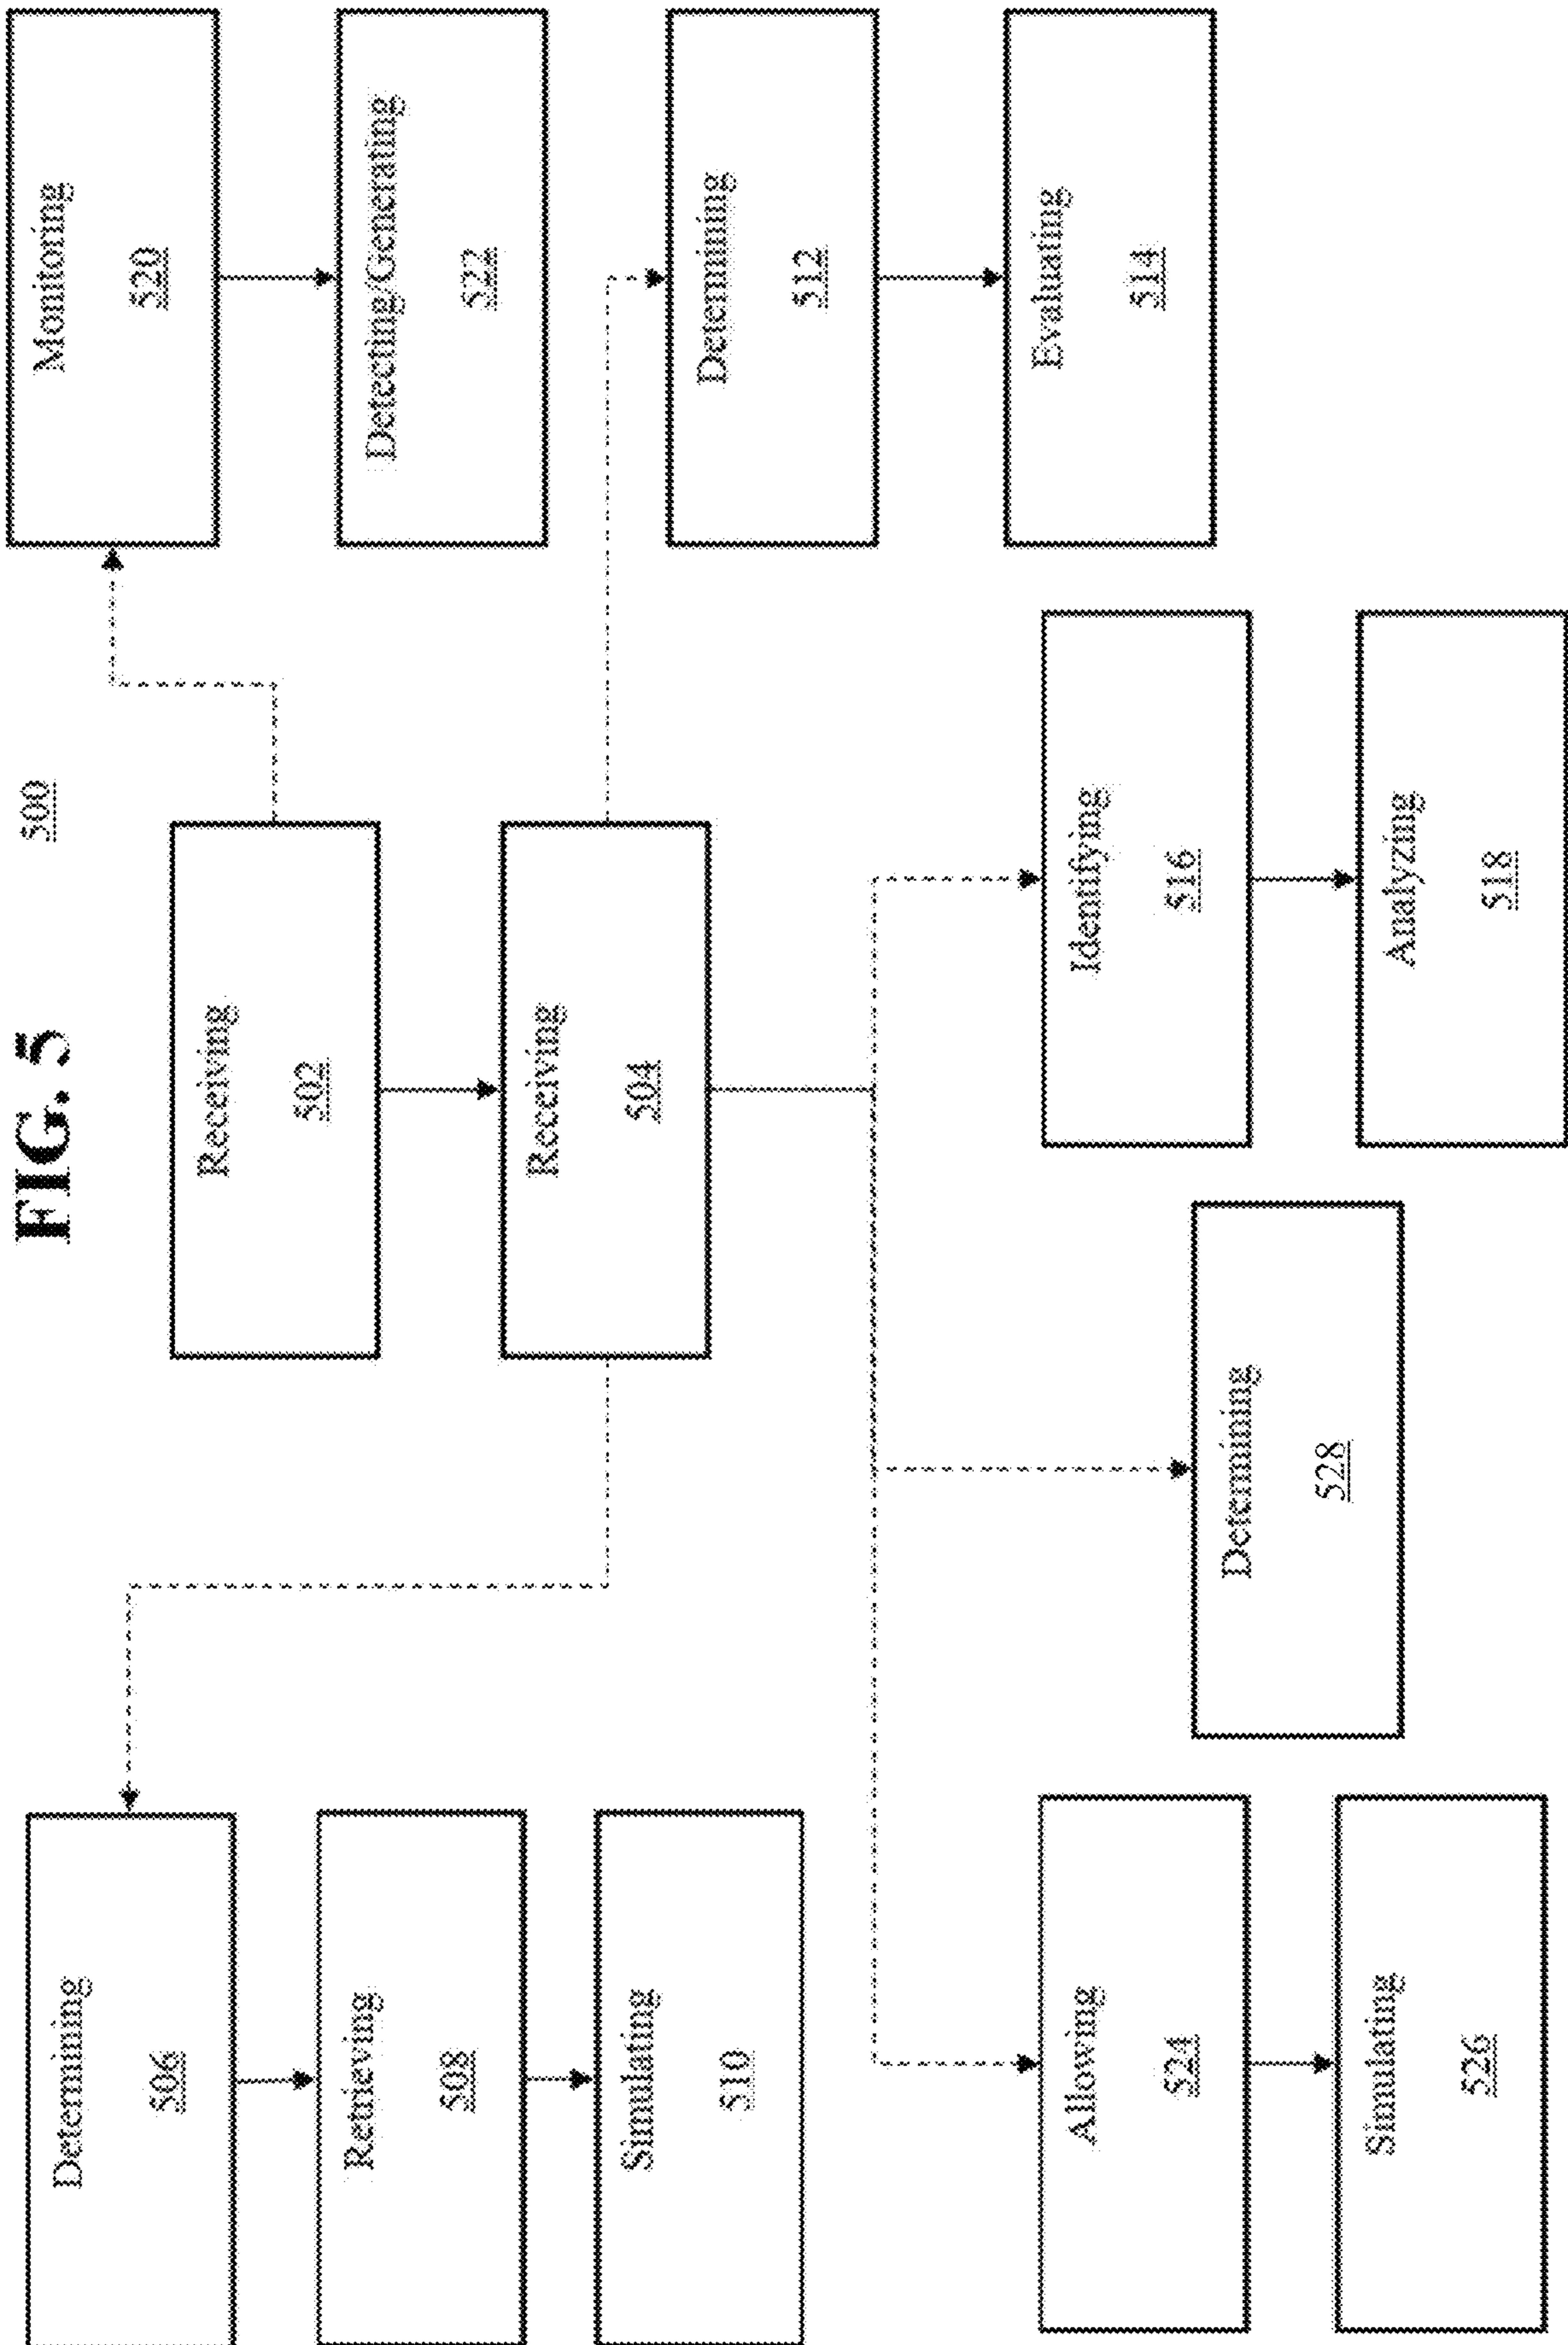 FIG. 5
500
Receiving
502
Receiving
504
Determining
506
Retrieving
508
Simulating
510
Monitoring
520
Detecting/Generating
522
Determining
512
Evaluating
514
Identifying
516
Analyzing
518
Determining
528
Allowing
524
Simulating
526